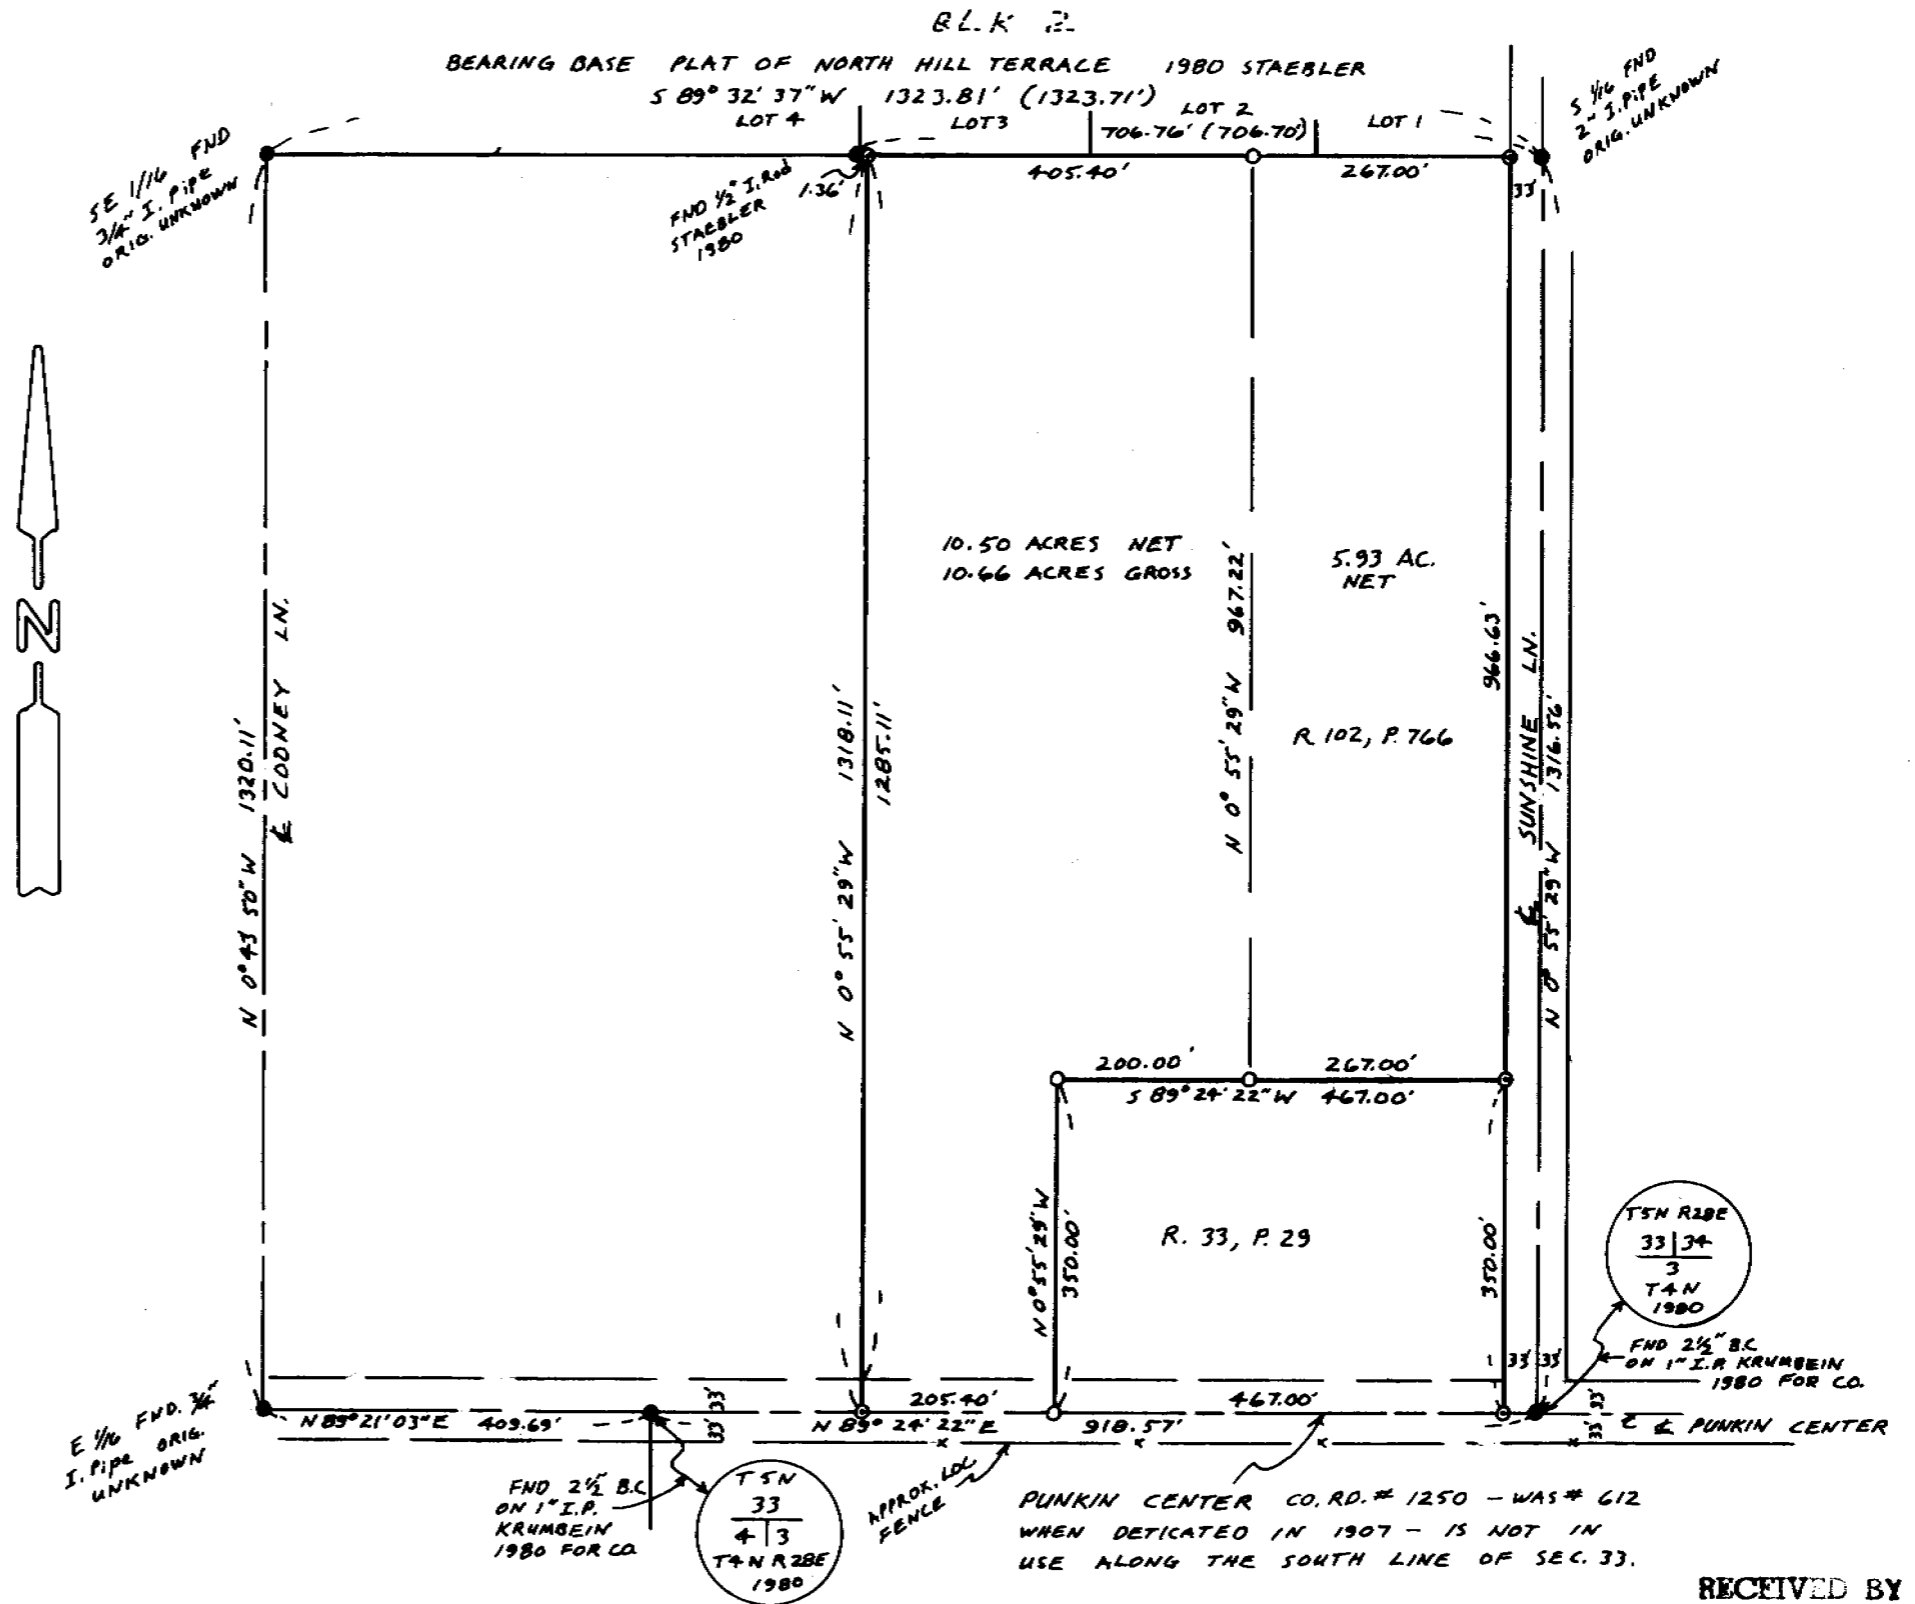 BLK 2
BEARING BASE PLAT OF NORTH HILL TERRACE 1980 STAEBLER
S 89° 32' 37" W 1323.81' (1323.71')
LOT 4
LOT 3
LOT 2
706.76' (706.70')
LOT 1
S 1/16 FND
2" I. PIPE
ORIG. UNKNOWN
SE 1/16 FND
3/4" I. PIPE
ORIG. UNKNOWN
FND 1/2" I. Rod
STAEBLER
1980
1.36'
405.40'
267.00'
33'
N
10.50 ACRES NET
10.66 ACRES GROSS
5.93 AC.
NET
N 0° 55' 29" W 967.22'
966.63'
R 102, P. 766
℄ SUNSHINE LN.
N 0° 55' 29" W 1316.56'
N 0° 43' 50" W 1320.11'
℄ COONEY LN.
N 0° 55' 29" W 1318.11'
1285.11'
200.00'
267.00'
S 89° 24' 22" W 467.00'
N 0° 55' 29" W
350.00'
R. 33, P. 29
350.00'
T5N R28E
33 | 34
3
T4N
1980
FND 2 1/2" B.C.
ON 1" I.P. KRUMBEIN
1980 FOR CO.
33' 33'
33' 33'
205.40'
467.00'
33' 33'
N 89° 21' 03" E 409.69'
N 89° 24' 22" E 918.57'
℄ ℄ PUNKIN CENTER
E 1/16 FND. 3/4"
I. Pipe ORIG.
UNKNOWN
FND 2 1/2" B.C.
ON 1" I.P.
KRUMBEIN
1980 FOR CO.
T5N
33
4 | 3
T4N R28E
1980
APPROX. LOC
FENCE
PUNKIN CENTER CO. RD. # 1250 - WAS # 612
WHEN DETICATED IN 1907 - IS NOT IN
USE ALONG THE SOUTH LINE OF SEC. 33.
RECEIVED BY